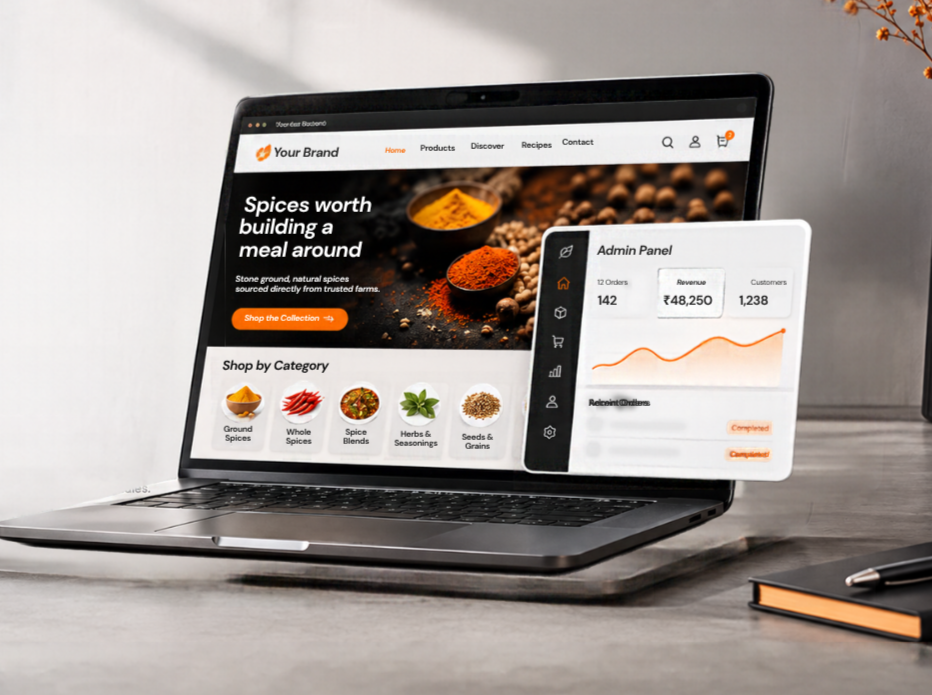 Your Brand
Home
Products
Discover
Recipes
Contact
Spices worth
building a
meal around
Stone ground, natural spices
sourced directly from trusted farms.
Shop the Collection
Shop by Category
Ground
Spices
Whole
Spices
Spice
Blends
Herbs &
Seasonings
Seeds &
Grains
Admin Panel
12 Orders
142
Revenue
₹48,250
Customers
1,238
Completed
Completed